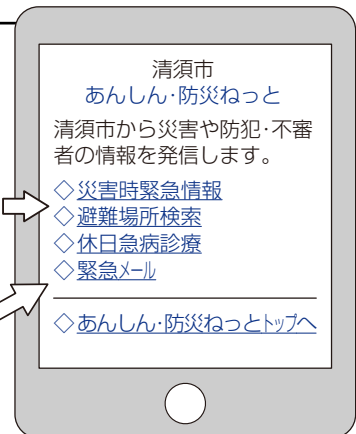 清須市
あんしん・防災ねっと
清須市から災害や防犯・不審
者の情報を発信します。
◇災害時緊急情報
◇避難場所検索
◇休日急病診療
◇緊急メール
◇あんしん・防災ねっとトップへ